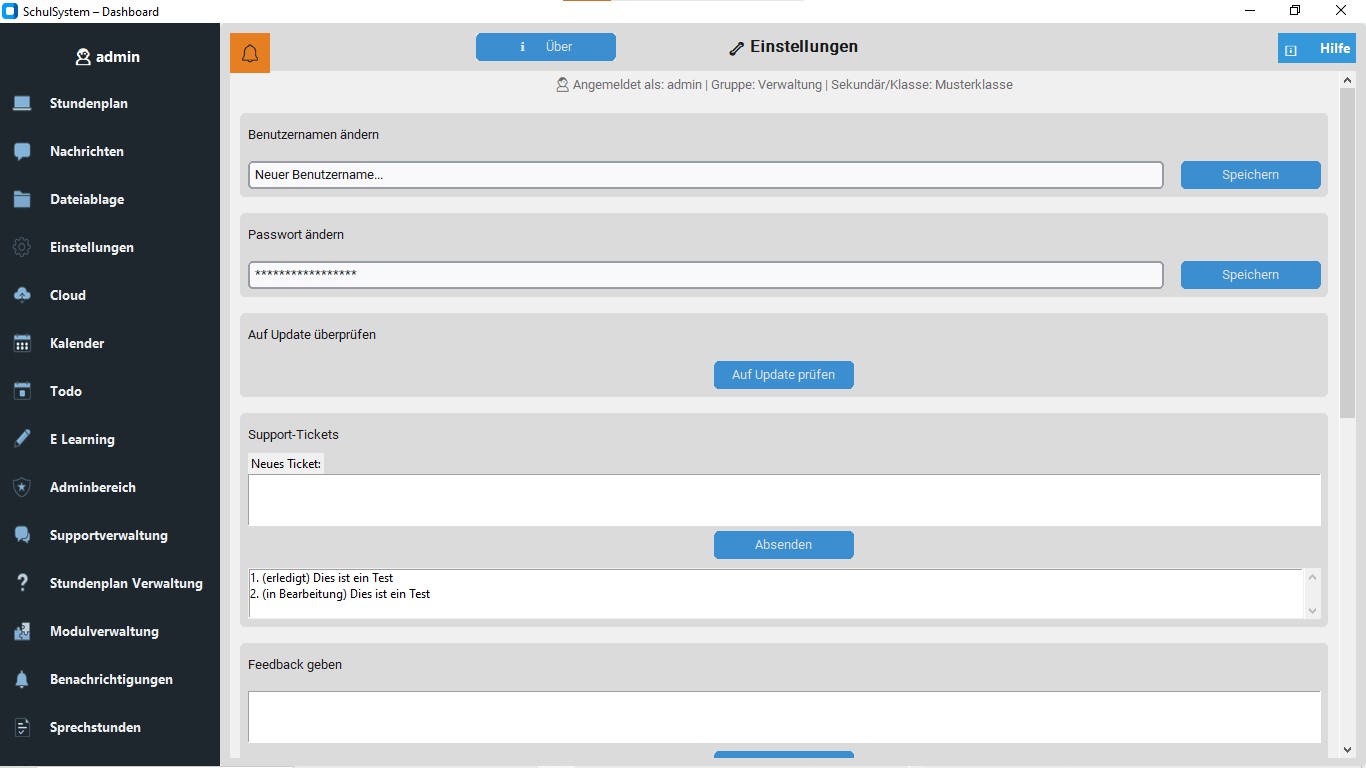 SchulSystem – Dashboard
admin
Stundenplan
Nachrichten
Dateiablage
Einstellungen
Cloud
Kalender
Todo
E Learning
Adminbereich
Supportverwaltung
Stundenplan Verwaltung
Modulverwaltung
Benachrichtigungen
Sprechstunden
Über
Einstellungen
Hilfe
Angemeldet als: admin | Gruppe: Verwaltung | Sekundär/Klasse: Musterklasse
Benutzernamen ändern
Neuer Benutzername...
Speichern
Passwort ändern
*****************
Speichern
Auf Update überprüfen
Auf Update prüfen
Support-Tickets
Neues Ticket:
Absenden
1. (erledigt) Dies ist ein Test
2. (in Bearbeitung) Dies ist ein Test
Feedback geben